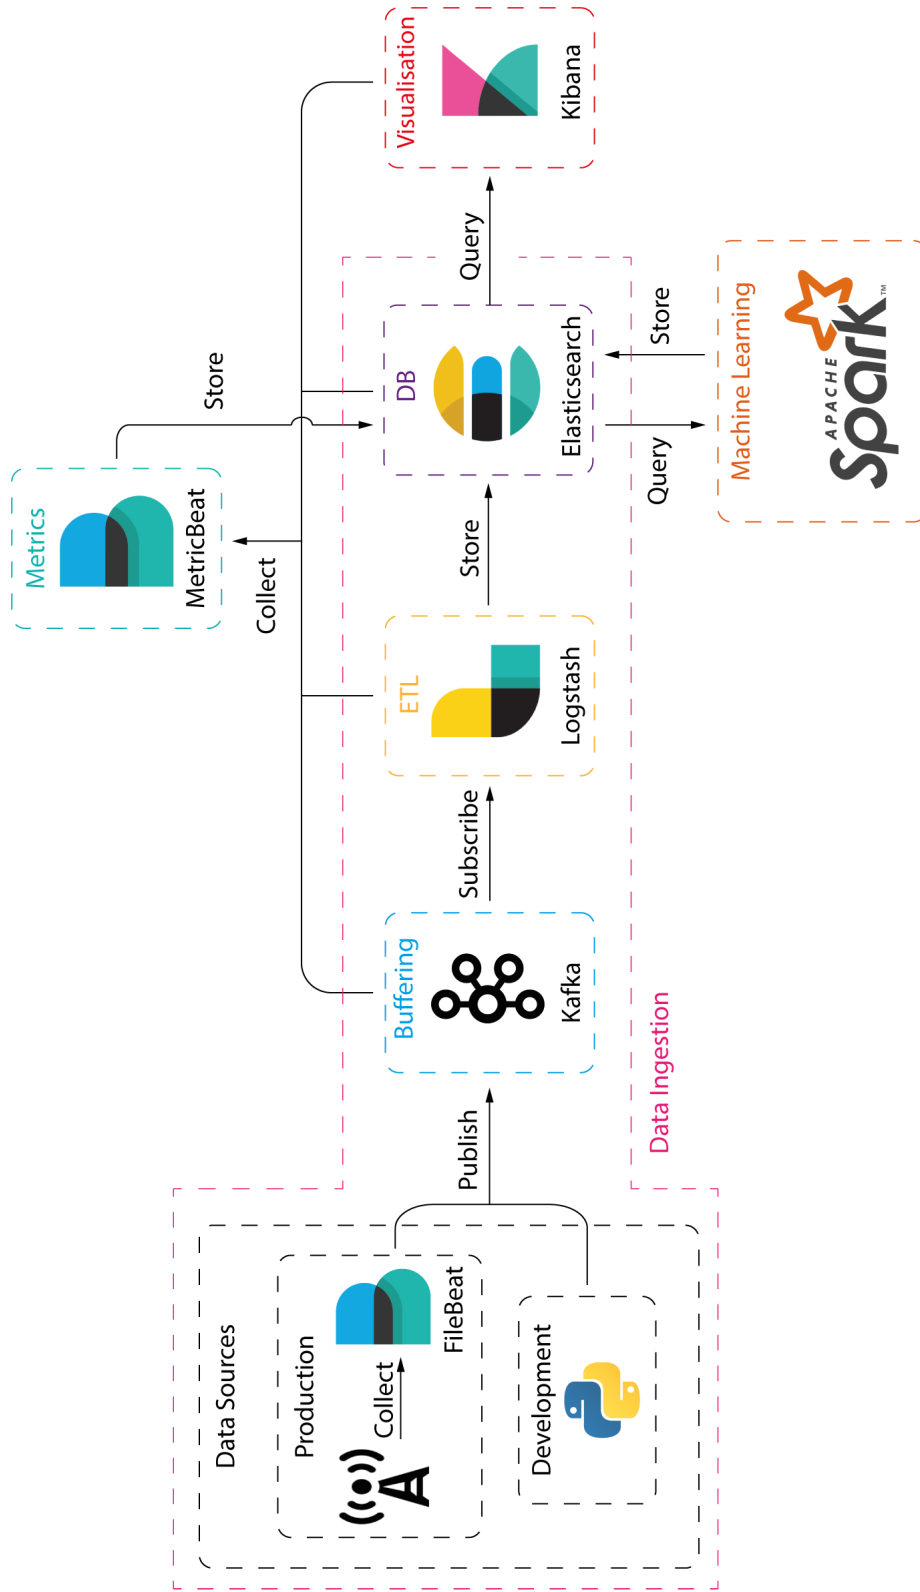 Data Sources
Production
Collect
FileBeat
Development
Publish
Data Ingestion
Buffering
Kafka
Subscribe
ETL
Logstash
Store
Metrics
MetricBeat
Collect
Store
DB
Elasticsearch
Query
Store
Machine Learning
APACHE
Spark™
Query
Visualisation
Kibana